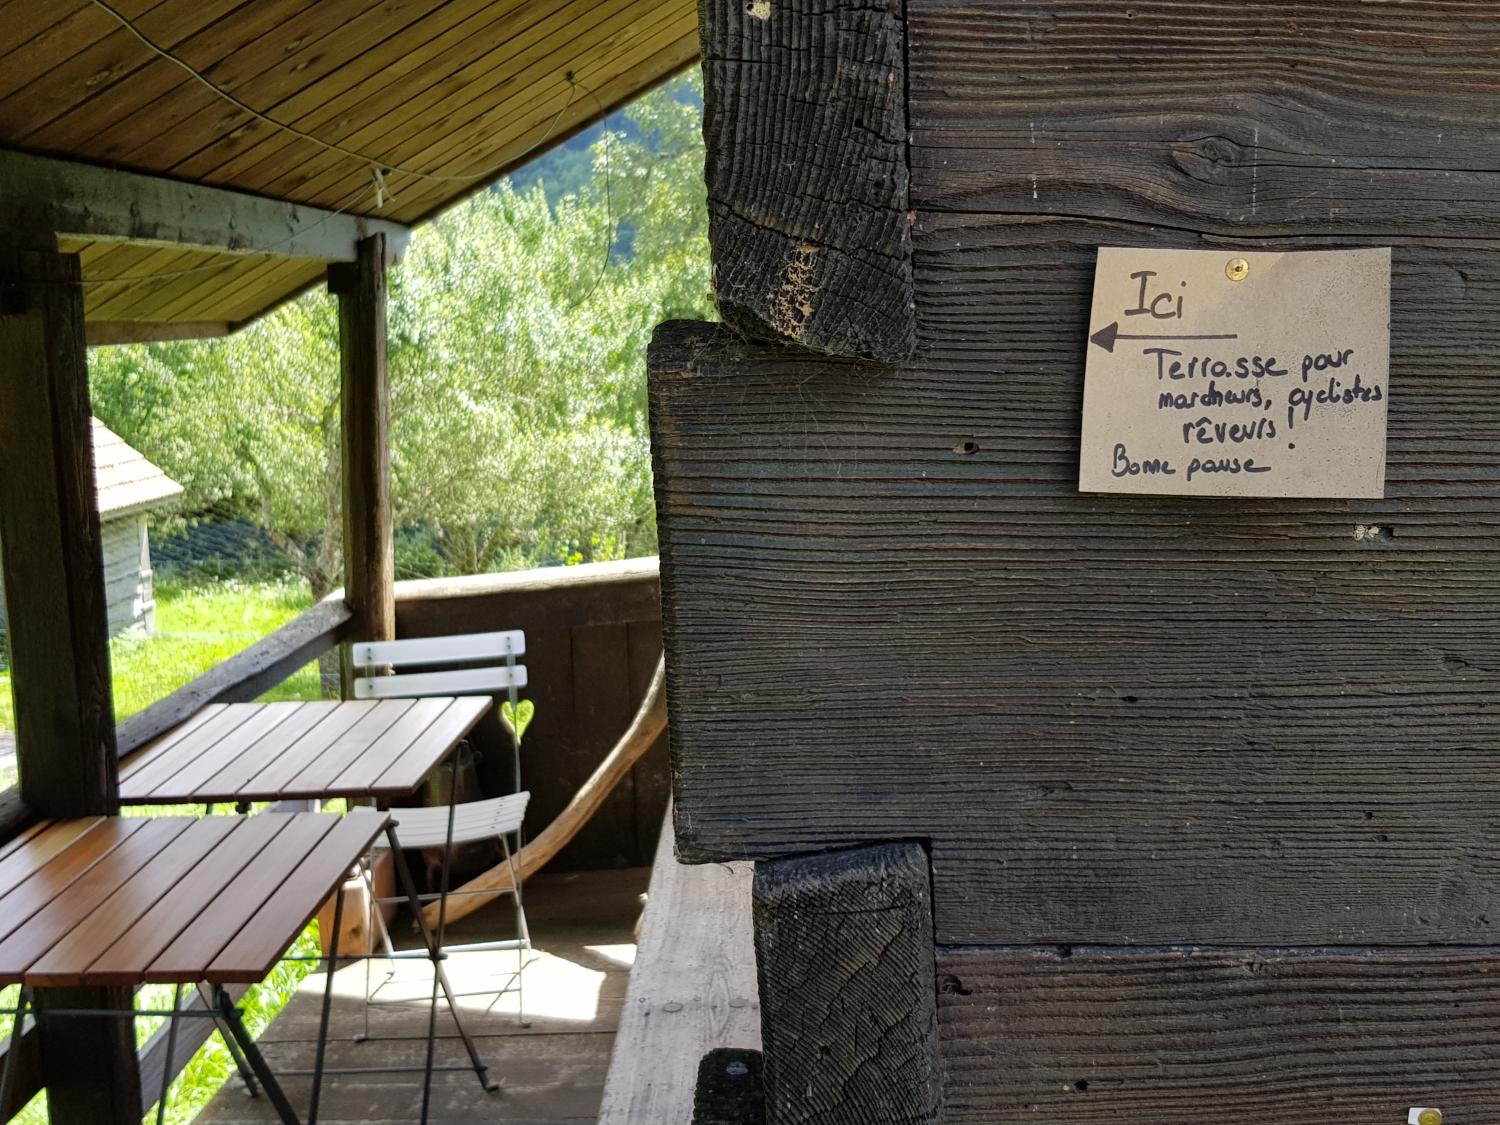 Ici
Terrasse pour
marcheurs, cyclistes
rêveurs !
Bonne pause